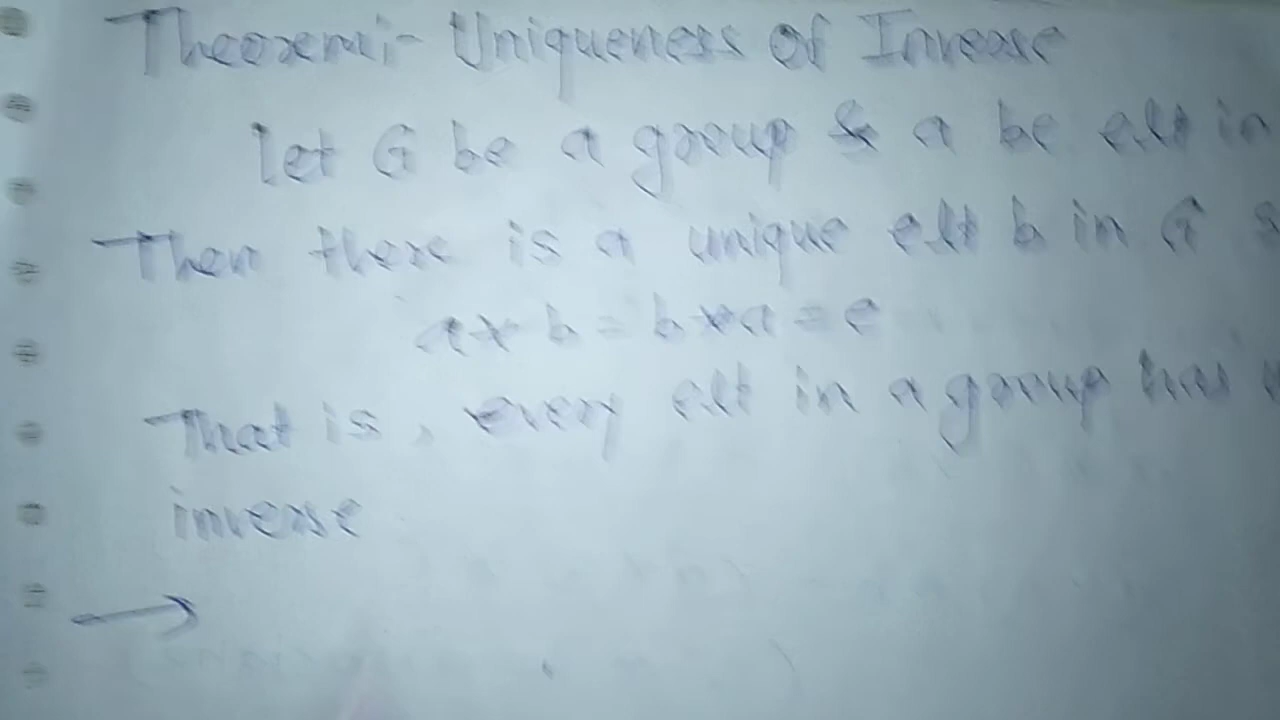 Theorem:- Uniqueness of Inverse
let G be a group & a be elt in
Then there is a unique elt b in G
a * b = b * a = e
That is, every elt in a group has
inverse
→